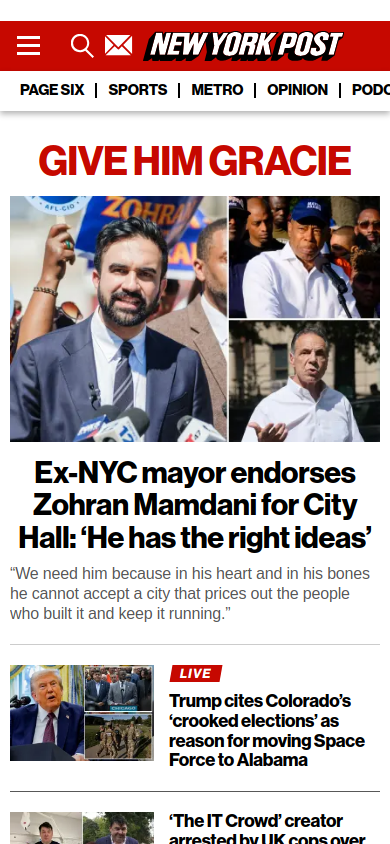 NEW YORK POST
PAGE SIX | SPORTS | METRO | OPINION | PODC
GIVE HIM GRACIE
AFL-CIO
ZOHRA
12
47
Ex-NYC mayor endorses
Zohran Mamdani for City
Hall: ‘He has the right ideas’
“We need him because in his heart and in his bones
he cannot accept a city that prices out the people
who built it and keep it running.”
LIVE
Trump cites Colorado’s
‘crooked elections’ as
reason for moving Space
Force to Alabama
‘The IT Crowd’ creator
arrested by UK cops over